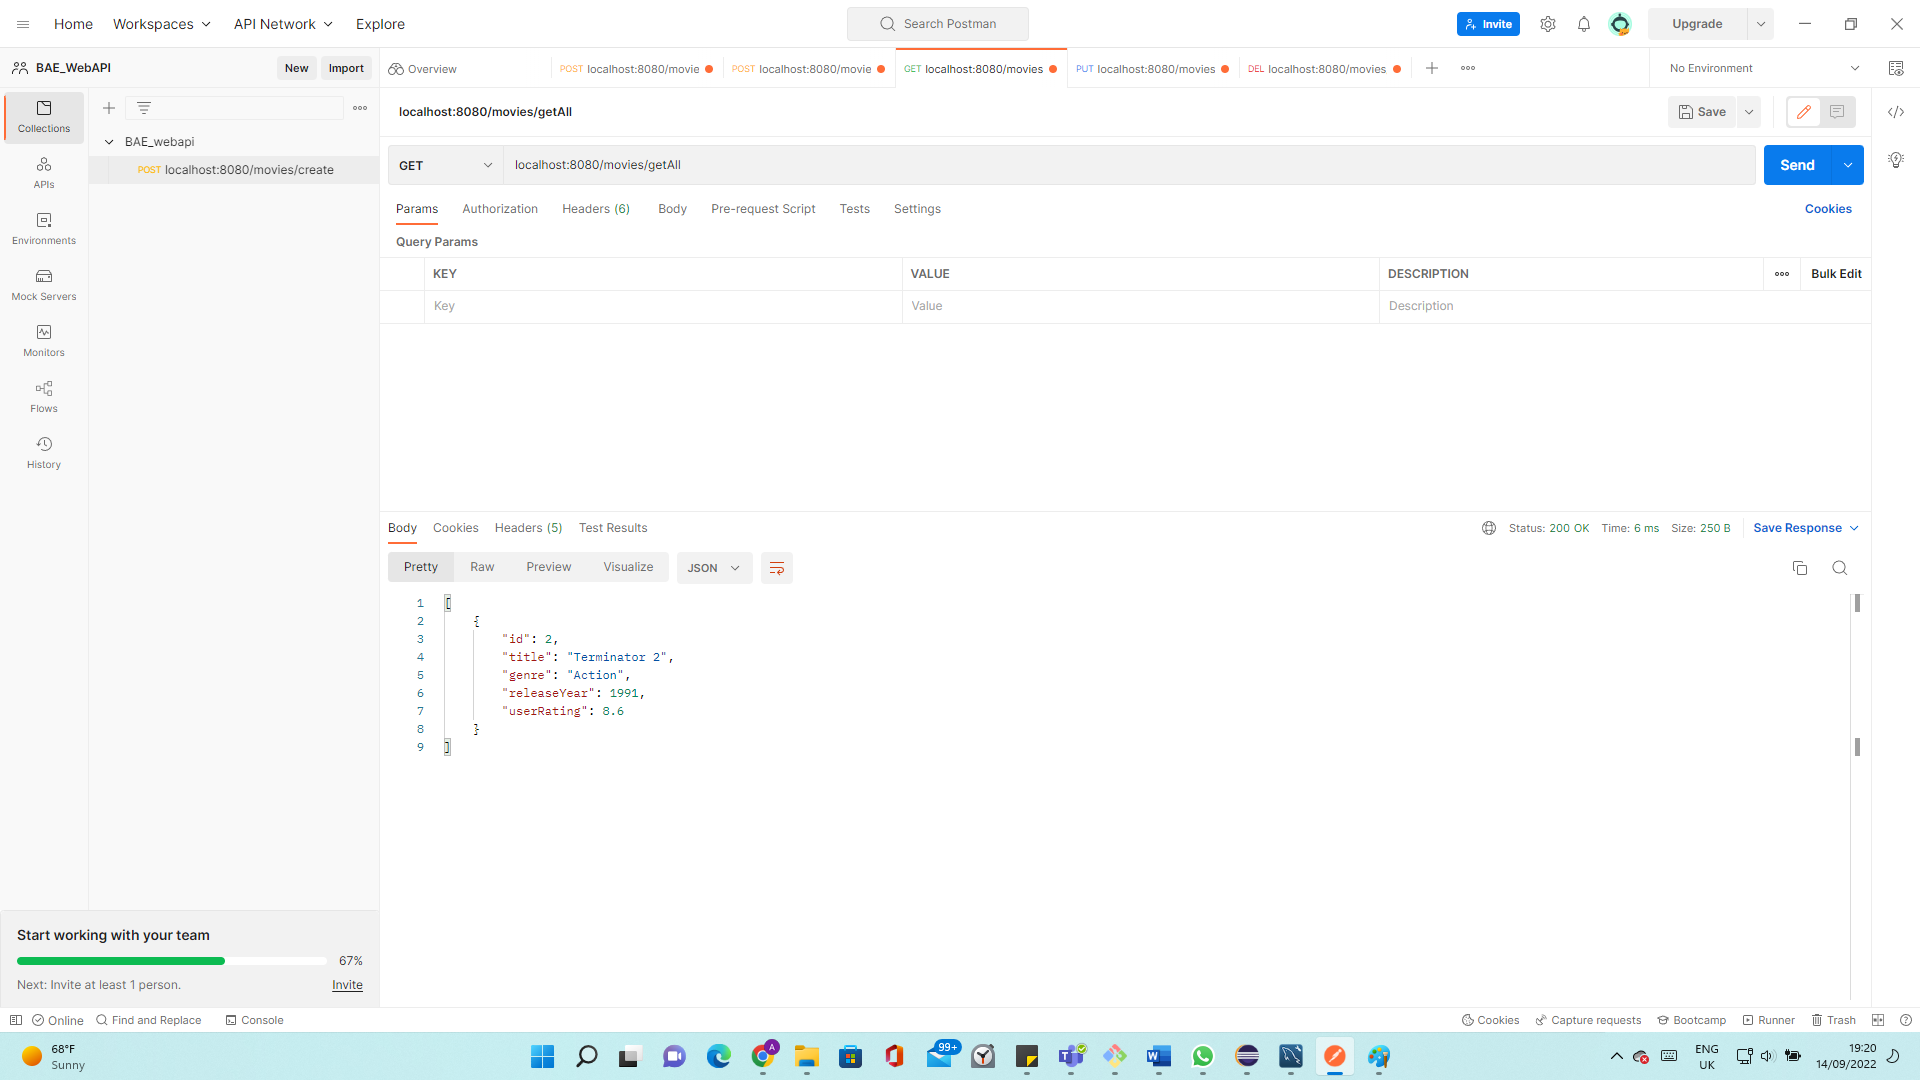 Home Workspaces API Network Explore Search Postman Invite Upgrade
BAE_WebAPI New Import Overview POST localhost:8080/movie POST localhost:8080/movie GET localhost:8080/movies PUT localhost:8080/movies DEL localhost:8080/movies No Environment
Collections
APIs
Environments
Mock Servers
Monitors
Flows
History
BAE_webapi
POST localhost:8080/movies/create
localhost:8080/movies/getAll Save
GET localhost:8080/movies/getAll Send
Params Authorization Headers (6) Body Pre-request Script Tests Settings Cookies
Query Params
KEY VALUE DESCRIPTION Bulk Edit
Key Value Description
Body Cookies Headers (5) Test Results Status: 200 OK Time: 6 ms Size: 250 B Save Response
Pretty Raw Preview Visualize JSON
1 [
2 {
3 "id": 2,
4 "title": "Terminator 2",
5 "genre": "Action",
6 "releaseYear": 1991,
7 "userRating": 8.6
8 }
9 ]
Start working with your team
67%
Next: Invite at least 1 person. Invite
Online Find and Replace Console Cookies Capture requests Bootcamp Runner Trash
68°F
Sunny
A
99+
ENG
UK
19:20
14/09/2022